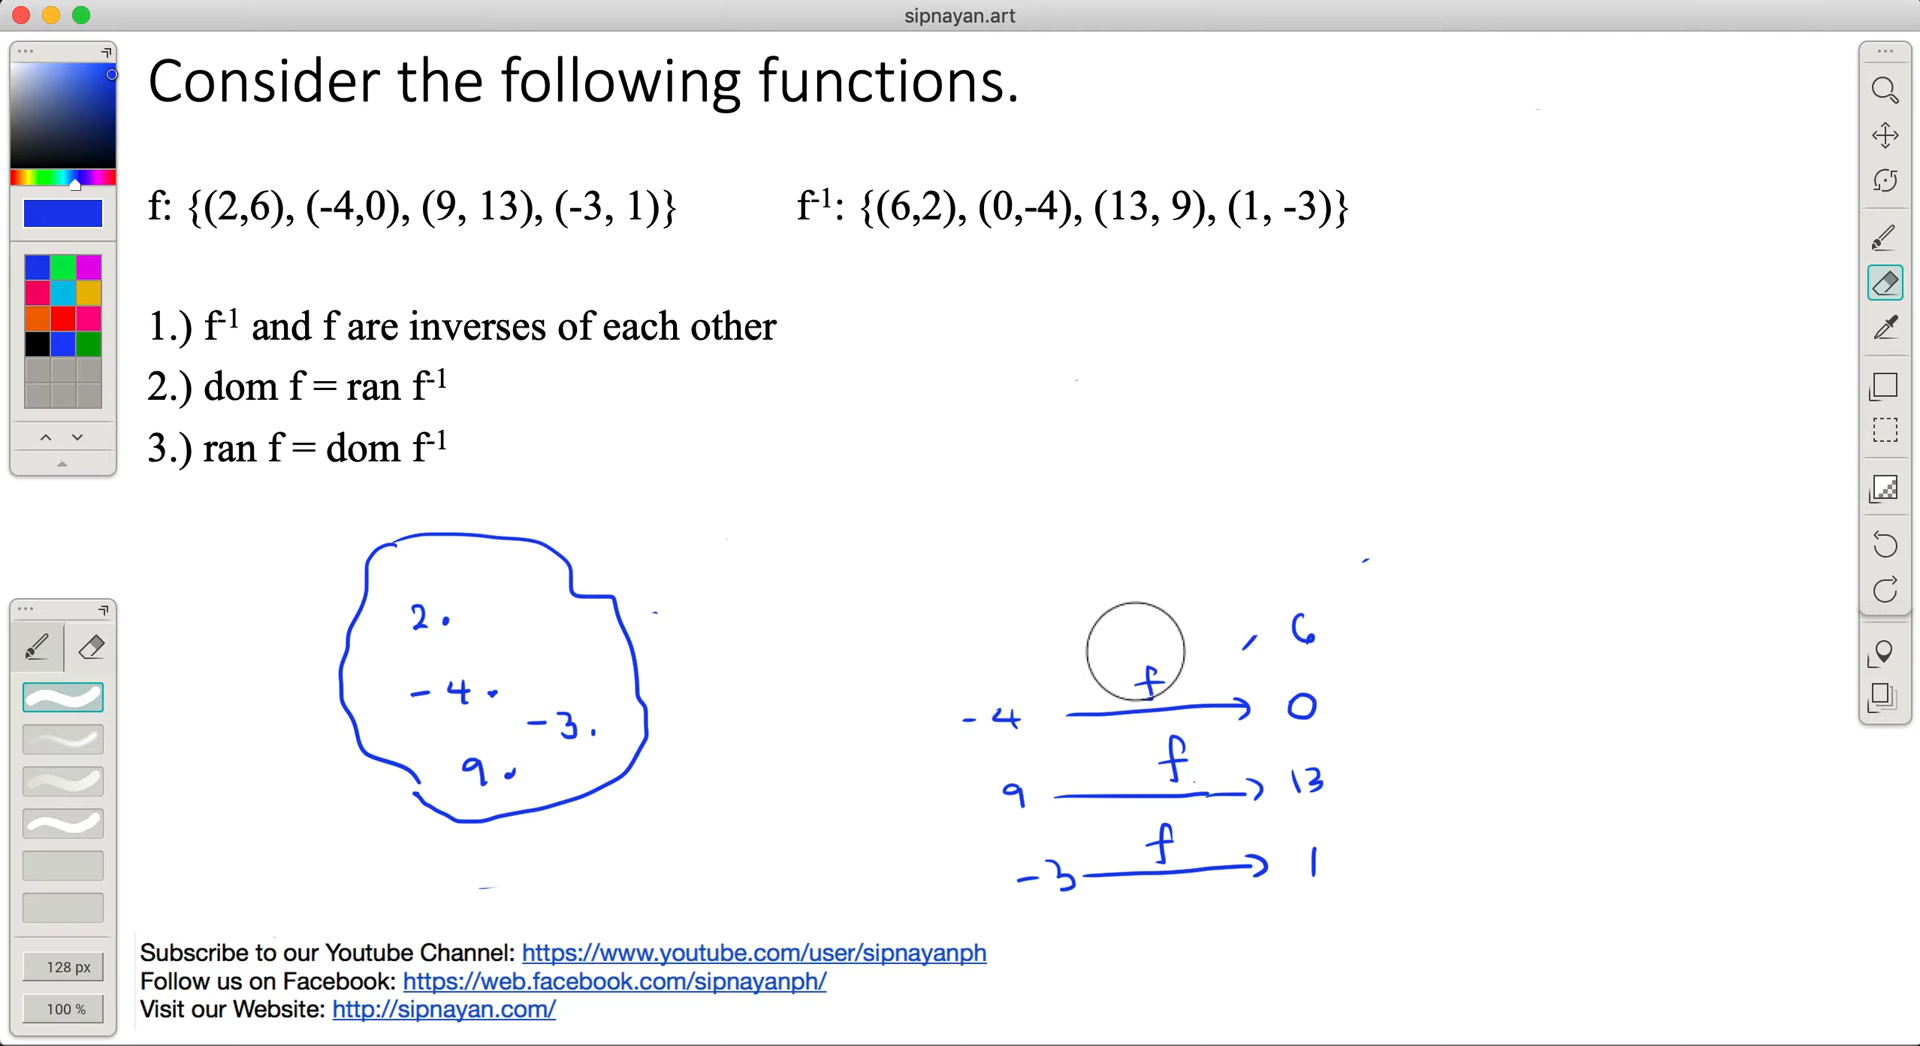 sipnayan.art
Consider the following functions.
f: {(2,6), (-4,0), (9, 13), (-3, 1)}
f⁻¹: {(6,2), (0,-4), (13, 9), (1, -3)}
1.) f⁻¹ and f are inverses of each other
2.) dom f = ran f⁻¹
3.) ran f = dom f⁻¹
2.
-4.
-3.
9.
6
f
-4 → 0
f
9 → 13
f
-3 → 1
Subscribe to our Youtube Channel: https://www.youtube.com/user/sipnayanph
Follow us on Facebook: https://web.facebook.com/sipnayanph/
Visit our Website: http://sipnayan.com/
128 px
100 %